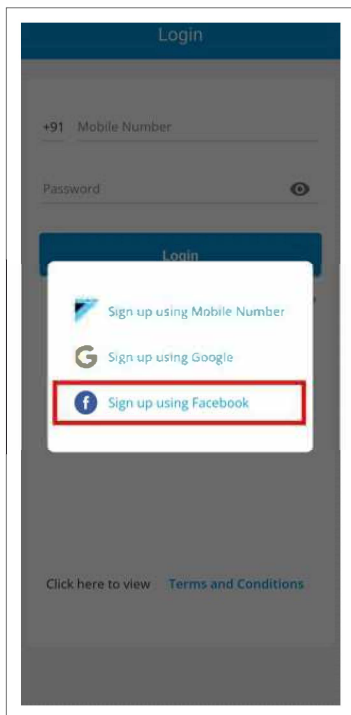 Login
+91 Mobile Number
Password
Login
Sign up using Mobile Number
Sign up using Google
Sign up using Facebook
Click here to view Terms and Conditions